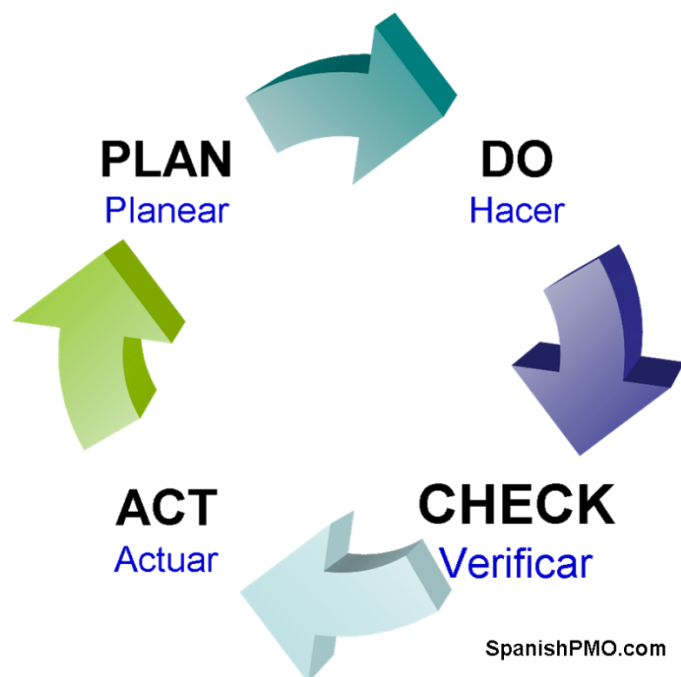 PLAN
Planear
DO
Hacer
CHECK
Verificar
ACT
Actuar
SpanishPMO.com